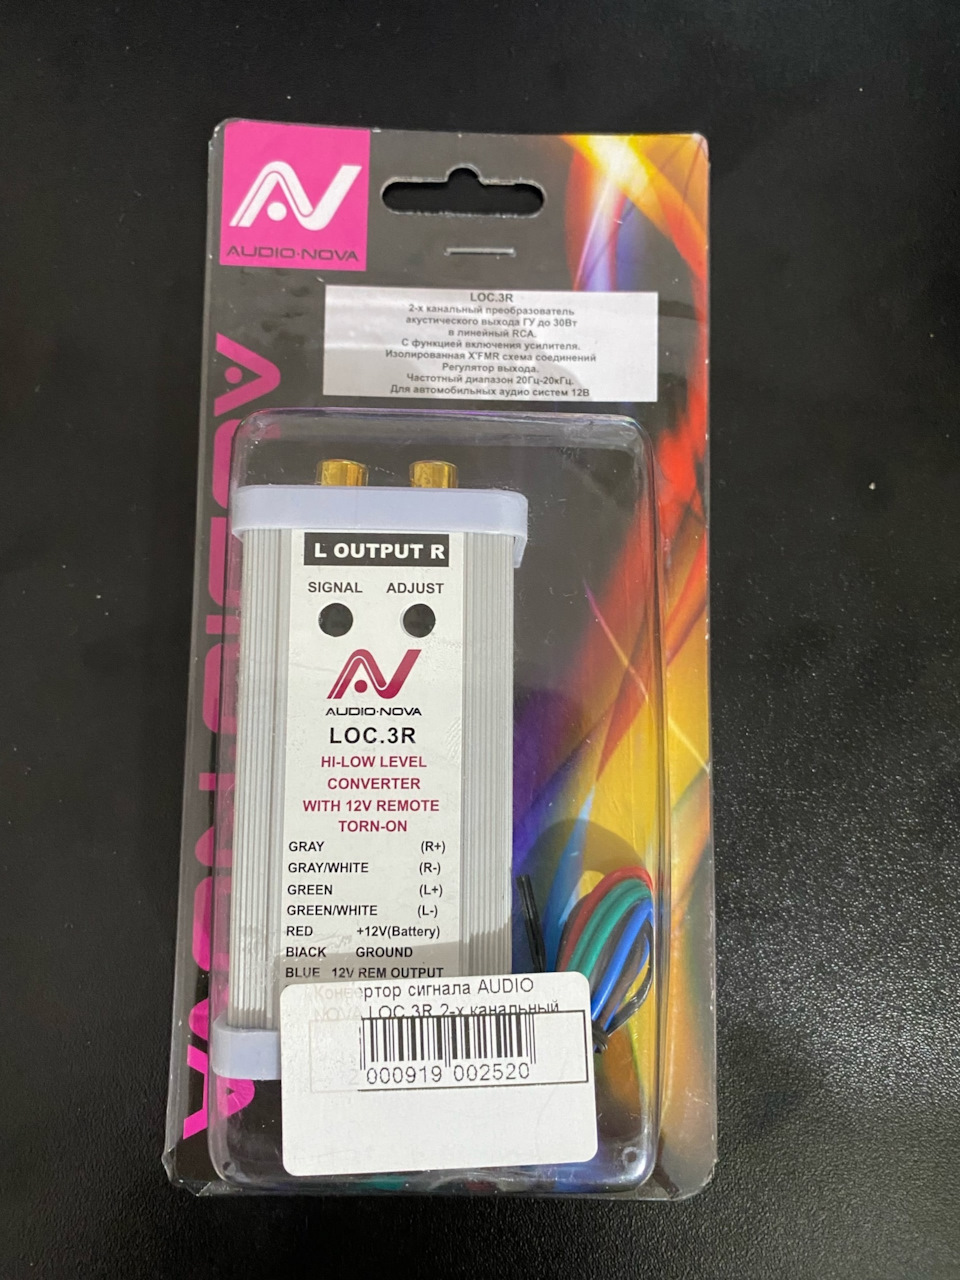 AUDIO·NOVA
LOC.3R
2-х канальный преобразователь
акустического выхода ГУ до 30Вт
в линейный RCA.
С функцией включения усилителя.
Изолированная X'FMR схема соединений
Регулятор выхода.
Частотный диапазон 20Гц-20кГц.
Для автомобильных аудио систем 12В
L OUTPUT R
SIGNAL ADJUST
AUDIO·NOVA
LOC.3R
HI-LOW LEVEL
CONVERTER
WITH 12V REMOTE
TORN-ON
GRAY (R+)
GRAY/WHITE (R-)
GREEN (L+)
GREEN/WHITE (L-)
RED +12V(Battery)
BIACK GROUND
BLUE 12V REM OUTPUT
Конвертор сигнала AUDIO
NOVA LOC.3R 2-х канальный
2 000919 002520